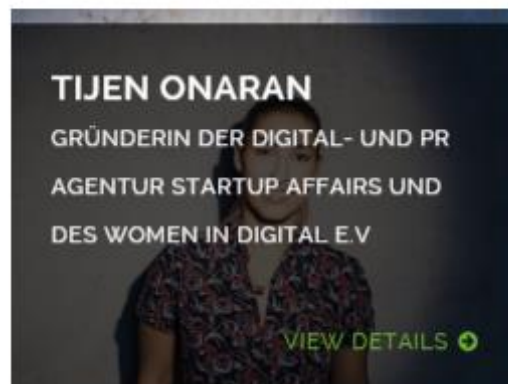 TIJEN ONARAN
GRÜNDERIN DER DIGITAL- UND PR
AGENTUR STARTUP AFFAIRS UND
DES WOMEN IN DIGITAL E.V
VIEW DETAILS